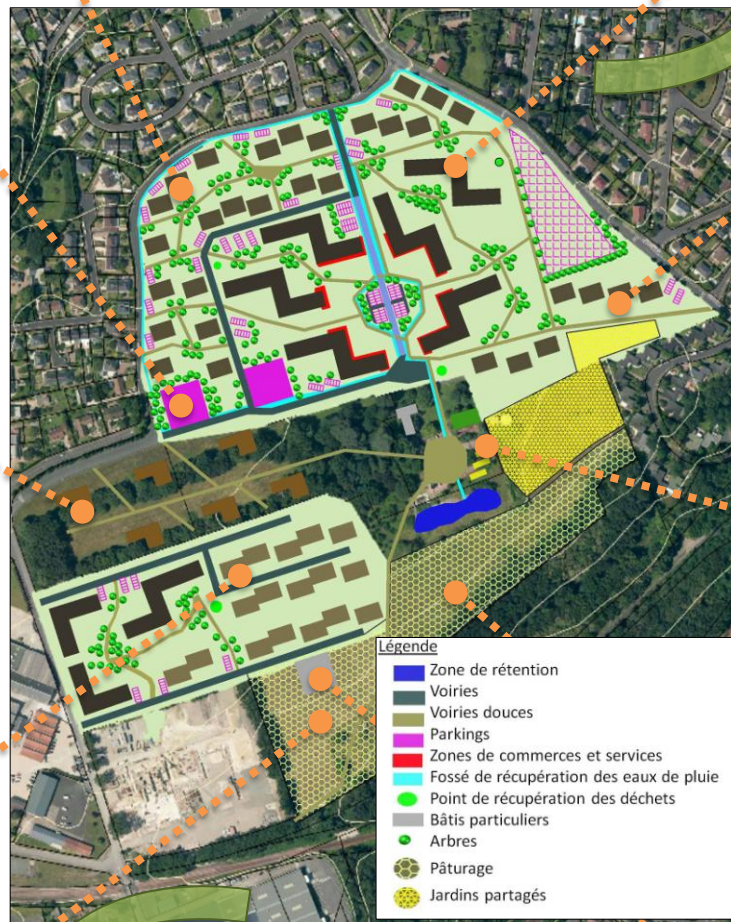 Légende
Zone de rétention
Voiries
Voiries douces
Parkings
Zones de commerces et services
Fossé de récupération des eaux de pluie
Point de récupération des déchets
Bâtis particuliers
Arbres
Pâturage
Jardins partagés